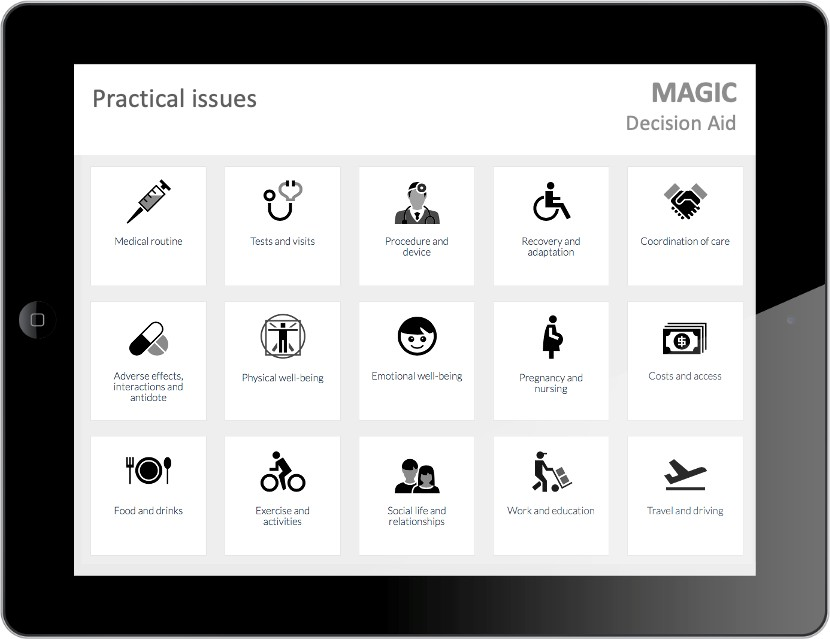 Practical issues
MAGIC
Decision Aid
Medical routine
Tests and visits
Procedure and
device
Recovery and
adaptation
Coordination of care
Adverse effects,
interactions and
antidote
Physical well-being
Emotional well-being
Pregnancy and
nursing
Costs and access
Food and drinks
Exercise and
activities
Social life and
relationships
Work and education
Travel and driving